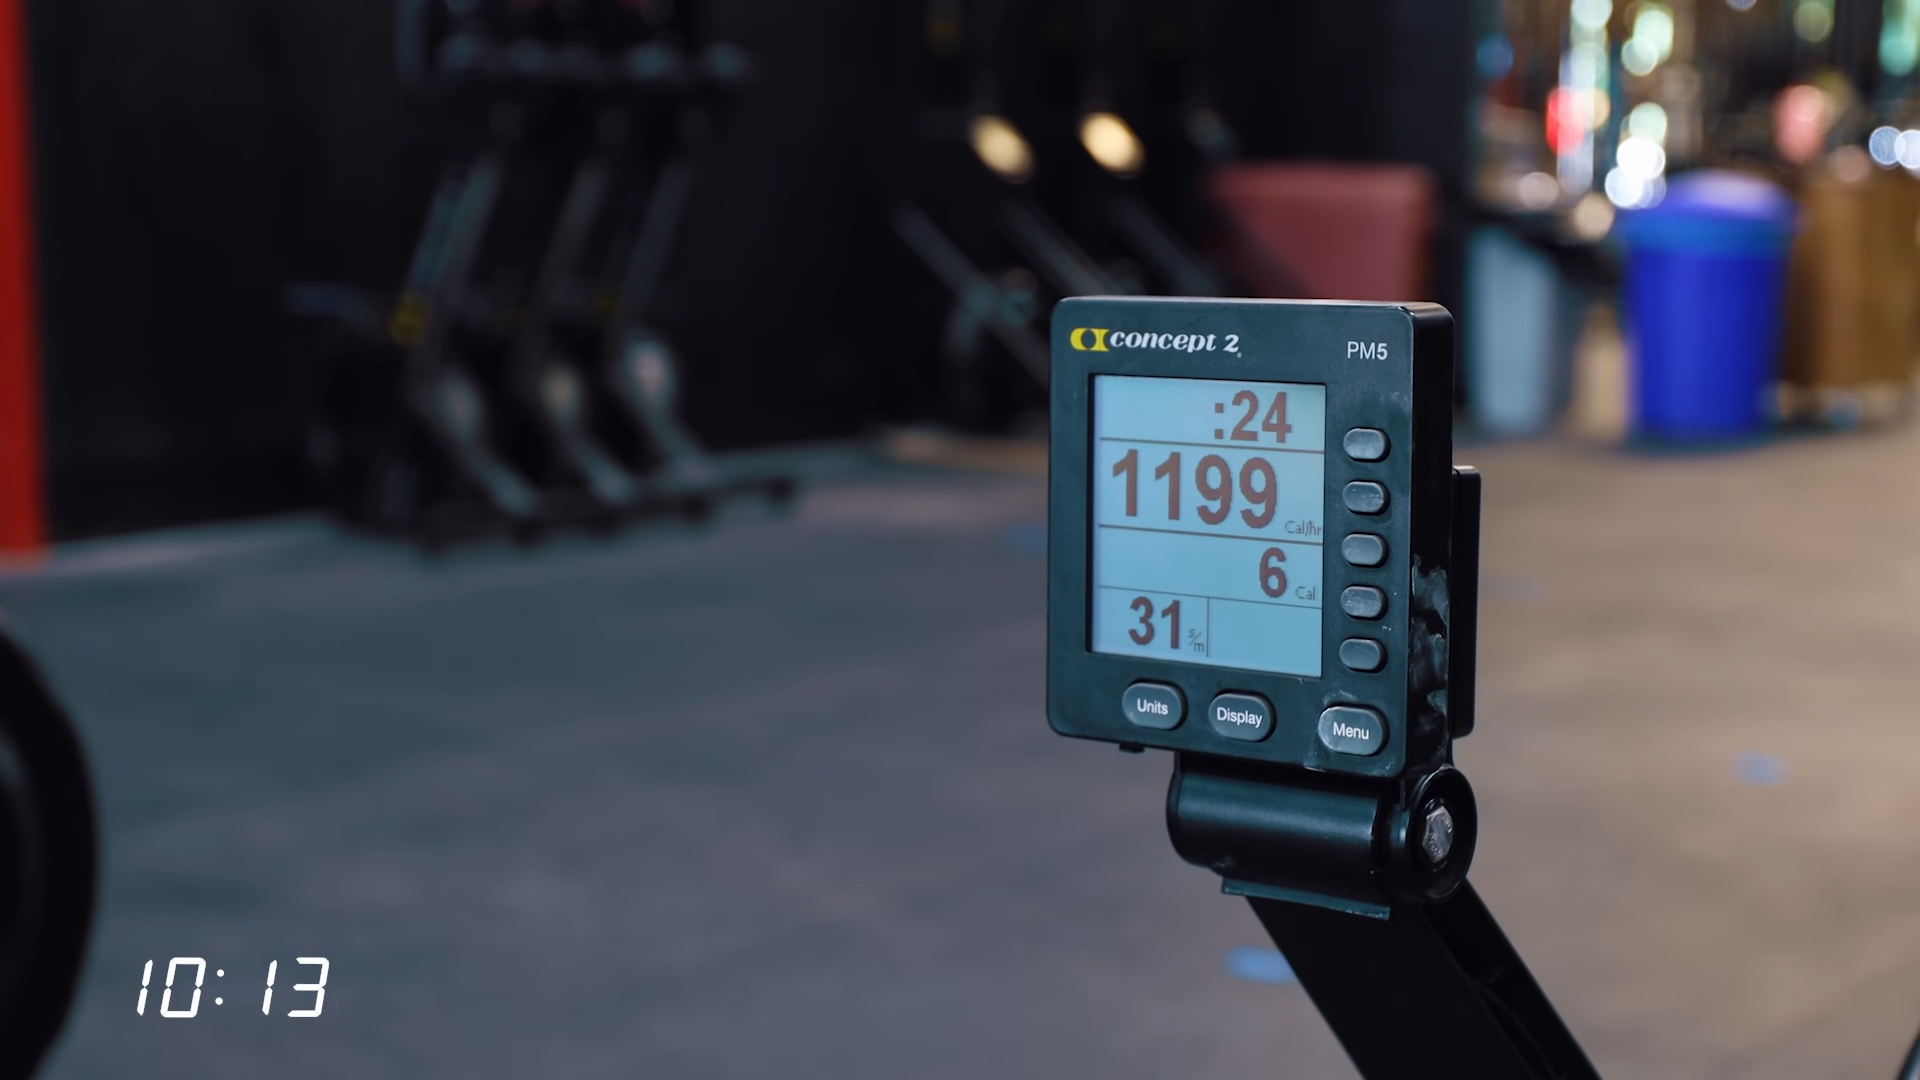 concept 2
PM5
:24
1199 Cal/hr
6 Cal
31 s/m
Units
Display
Menu
10:13